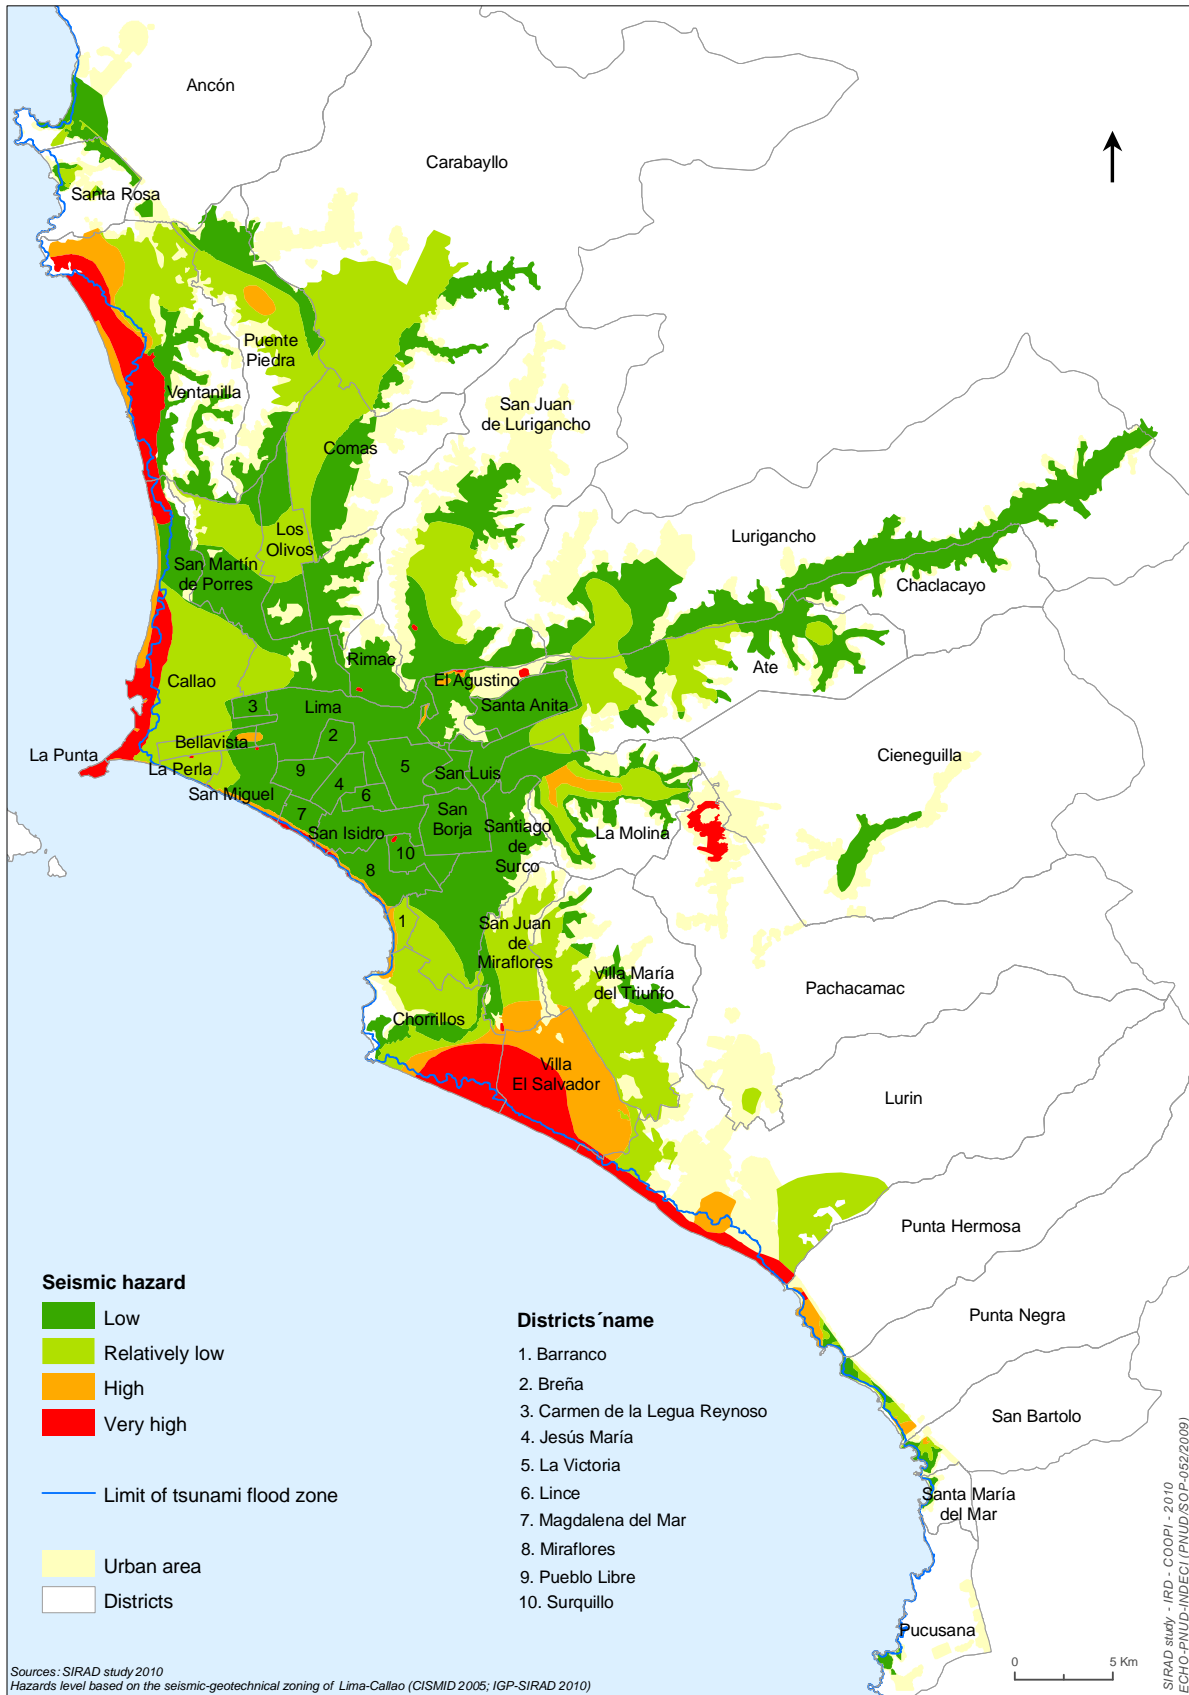 Ancón
Carabayllo
Santa Rosa
Puente
Piedra
Ventanilla
San Juan
de Lurigancho
Comas
Los
Olivos
Lurigancho
San Martín
de Porres
Chaclacayo
Rimac
Ate
Callao
El Agustino
3
Lima
Santa Anita
2
Bellavista
La Punta
Cieneguilla
La Perla
9
5
San Luis
4
San Miguel
6
7
San Isidro
San
Borja
Santiago
de
Surco
La Molina
10
8
1
San Juan
de
Miraflores
Villa María
del Triunfo
Pachacamac
Chorrillos
Villa
El Salvador
Lurin
Punta Hermosa
Punta Negra
San Bartolo
Santa María
del Mar
Pucusana
Seismic hazard
Low
Relatively low
High
Very high
Limit of tsunami flood zone
Urban area
Districts
Districts´name
1. Barranco
2. Breña
3. Carmen de la Legua Reynoso
4. Jesús María
5. La Victoria
6. Lince
7. Magdalena del Mar
8. Miraflores
9. Pueblo Libre
10. Surquillo
0 5 Km
SIRAD study - IRD - COOPI - 2010
ECHO-PNUD-INDECI (PNUD/SOP-052/2009)
Sources: SIRAD study 2010
Hazards level based on the seismic-geotechnical zoning of Lima-Callao (CISMID 2005; IGP-SIRAD 2010)